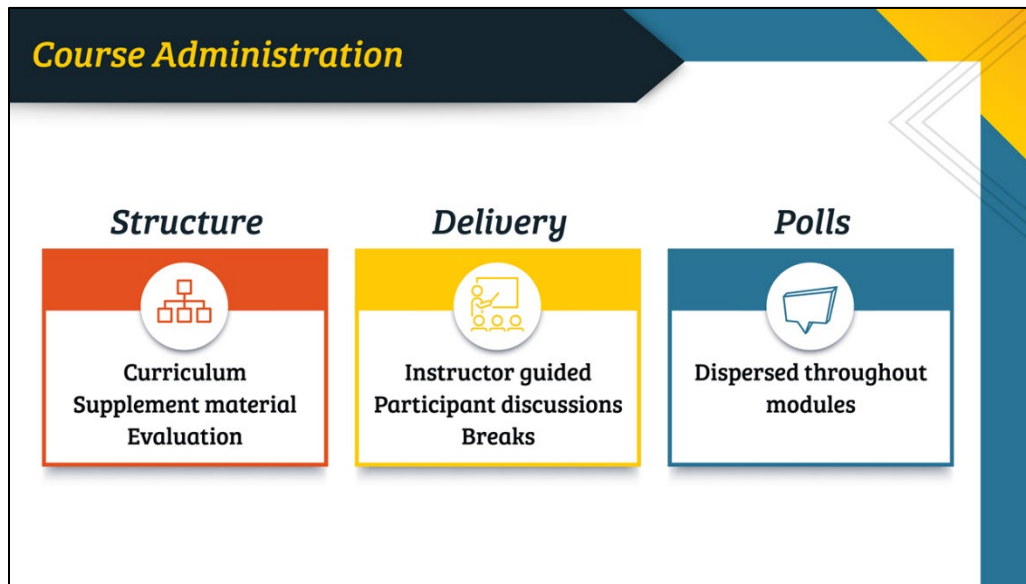 Course Administration
Structure
Curriculum
Supplement material
Evaluation
Delivery
Instructor guided
Participant discussions
Breaks
Polls
Dispersed throughout
modules